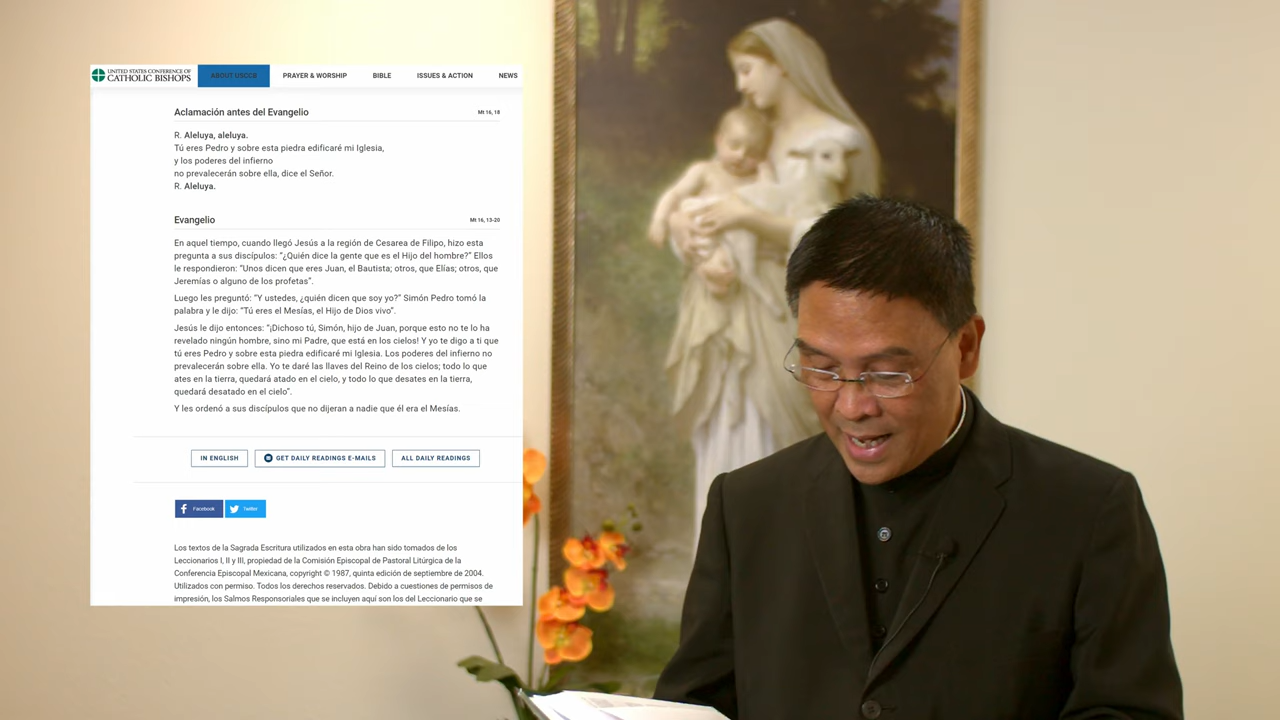 UNITED STATES CONFERENCE OF
CATHOLIC BISHOPS
ABOUT USCCB
PRAYER & WORSHIP
BIBLE
ISSUES & ACTION
NEWS
Aclamación antes del Evangelio
Mt 16, 18
R. Aleluya, aleluya.
Tú eres Pedro y sobre esta piedra edificaré mi Iglesia,
y los poderes del infierno
no prevalecerán sobre ella, dice el Señor.
R. Aleluya.
Evangelio
Mt 16, 13-20
En aquel tiempo, cuando llegó Jesús a la región de Cesarea de Filipo, hizo esta
pregunta a sus discípulos: “¿Quién dice la gente que es el Hijo del hombre?” Ellos
le respondieron: “Unos dicen que eres Juan, el Bautista; otros, que Elías; otros, que
Jeremías o alguno de los profetas”.
Luego les preguntó: “Y ustedes, ¿quién dicen que soy yo?” Simón Pedro tomó la
palabra y le dijo: “Tú eres el Mesías, el Hijo de Dios vivo”.
Jesús le dijo entonces: “¡Dichoso tú, Simón, hijo de Juan, porque esto no te lo ha
revelado ningún hombre, sino mi Padre, que está en los cielos! Y yo te digo a ti que
tú eres Pedro y sobre esta piedra edificaré mi Iglesia. Los poderes del infierno no
prevalecerán sobre ella. Yo te daré las llaves del Reino de los cielos; todo lo que
ates en la tierra, quedará atado en el cielo, y todo lo que desates en la tierra,
quedará desatado en el cielo”.
Y les ordenó a sus discípulos que no dijeran a nadie que él era el Mesías.
IN ENGLISH
GET DAILY READINGS E-MAILS
ALL DAILY READINGS
Facebook
Twitter
Los textos de la Sagrada Escritura utilizados en esta obra han sido tomados de los
Leccionarios I, II y III, propiedad de la Comisión Episcopal de Pastoral Litúrgica de la
Conferencia Episcopal Mexicana, copyright © 1987, quinta edición de septiembre de 2004.
Utilizados con permiso. Todos los derechos reservados. Debido a cuestiones de permisos de
impresión, los Salmos Responsoriales que se incluyen aquí son los del Leccionario que se